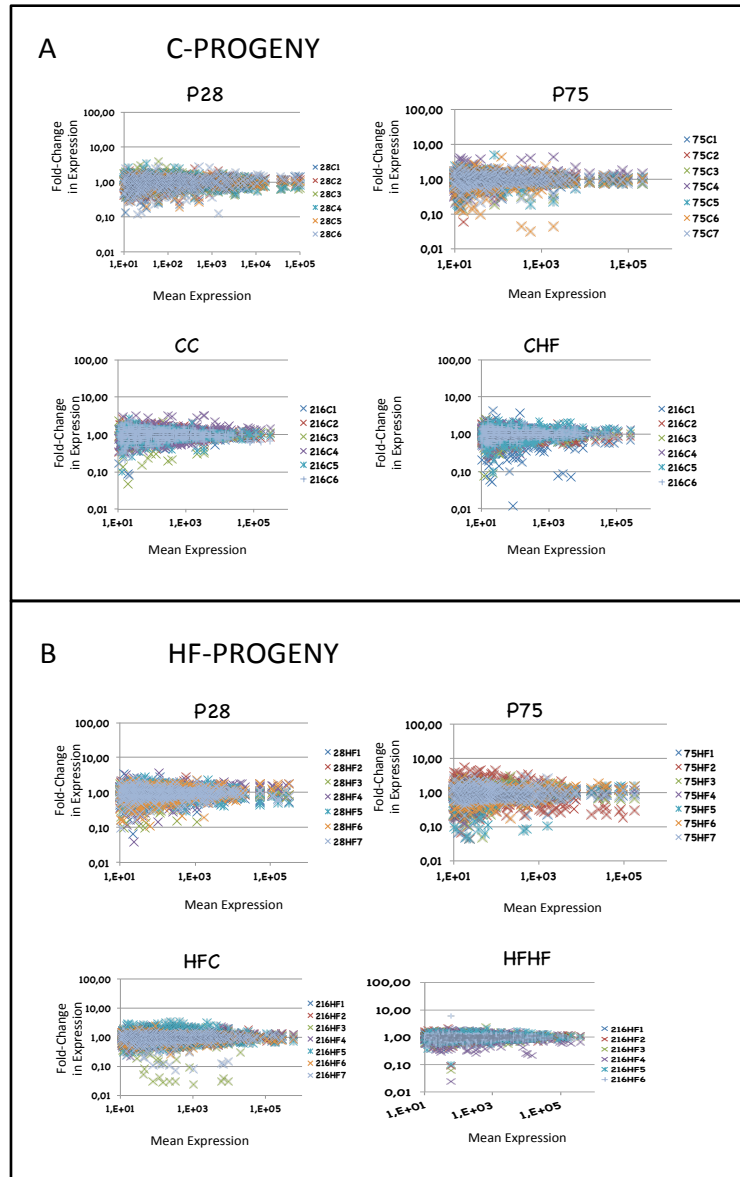 A C-PROGENY
P28
Fold-Change
in Expression
100,00
10,00
1,00
0,10
0,01
1,E+01 1,E+02 1,E+03 1,E+04 1,E+05
Mean Expression
28C1
28C2
28C3
28C4
28C5
28C6
P75
Fold-Change
in Expression
100,00
10,00
1,00
0,10
0,01
1,E+01 1,E+03 1,E+05
Mean Expression
75C1
75C2
75C3
75C4
75C5
75C6
75C7
CC
Fold-Change
in Expression
100,00
10,00
1,00
0,10
0,01
1,E+01 1,E+03 1,E+05
Mean Expression
216C1
216C2
216C3
216C4
216C5
216C6
CHF
Fold-Change
in Expression
100,00
10,00
1,00
0,10
0,01
1,E+01 1,E+03 1,E+05
Mean Expression
216C1
216C2
216C3
216C4
216C5
216C6
B HF-PROGENY
P28
Fold-Change
in Expression
100,00
10,00
1,00
0,10
0,01
1,E+01 1,E+03 1,E+05
Mean Expression
28HF1
28HF2
28HF3
28HF4
28HF5
28HF6
28HF7
P75
Fold-Change
in Expression
100,00
10,00
1,00
0,10
0,01
1,E+01 1,E+03 1,E+05
Mean Expression
75HF1
75HF2
75HF3
75HF4
75HF5
75HF6
75HF7
HFC
Fold-Change
in Expression
100,00
10,00
1,00
0,10
0,01
1,E+01 1,E+03 1,E+05
Mean Expression
216HF1
216HF2
216HF3
216HF4
216HF5
216HF6
216HF7
HFHF
Fold-Change
in Expression
100,00
10,00
1,00
0,10
0,01
1,E+01 1,E+03 1,E+05
Mean Expression
216HF1
216HF2
216HF3
216HF4
216HF5
216HF6